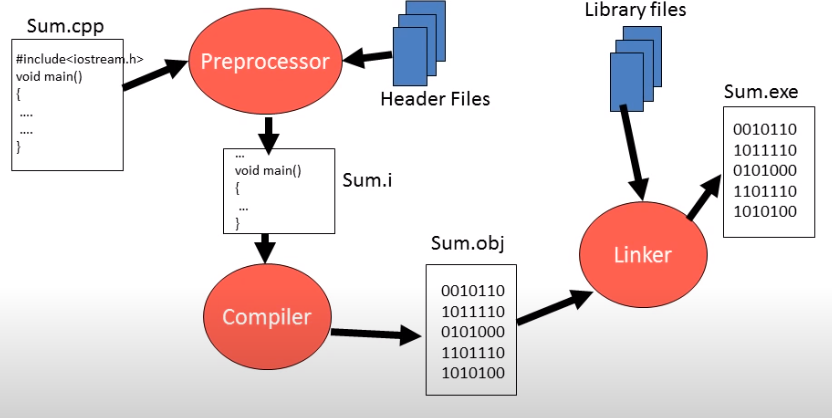 Sum.cpp
#include<iostream.h>
void main()
{
....
....
}
Preprocessor
Header Files
...
void main()
{
...
}
Sum.i
Compiler
Sum.obj
0010110
1011110
0101000
1101110
1010100
Library files
Linker
Sum.exe
0010110
1011110
0101000
1101110
1010100